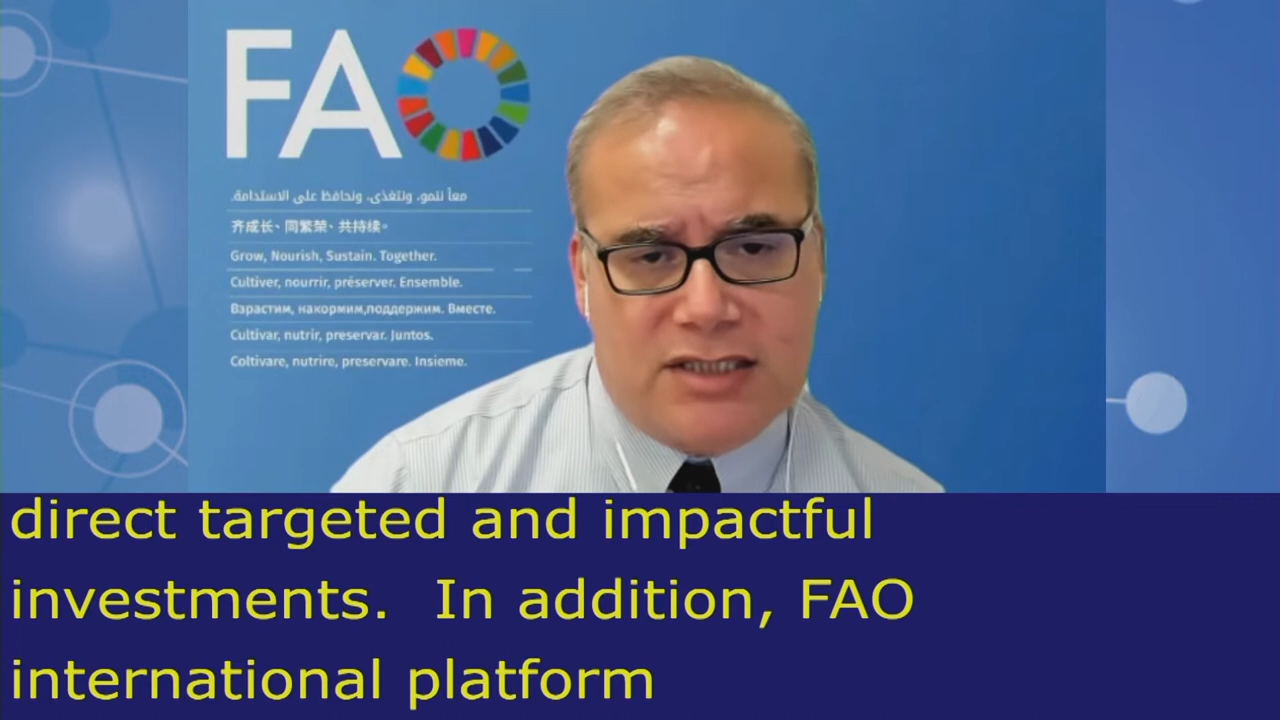 FAO
معاً ننمو، ونتغذى، ونحافظ على الاستدامة.
齐成长、同繁荣、共持续。
Grow, Nourish, Sustain. Together.
Cultiver, nourrir, préserver. Ensemble.
Взрастим, накормим,поддержим. Вместе.
Cultivar, nutrir, preservar. Juntos.
Coltivare, nutrire, preservare. Insieme.
direct targeted and impactful
investments.  In addition, FAO
international platform